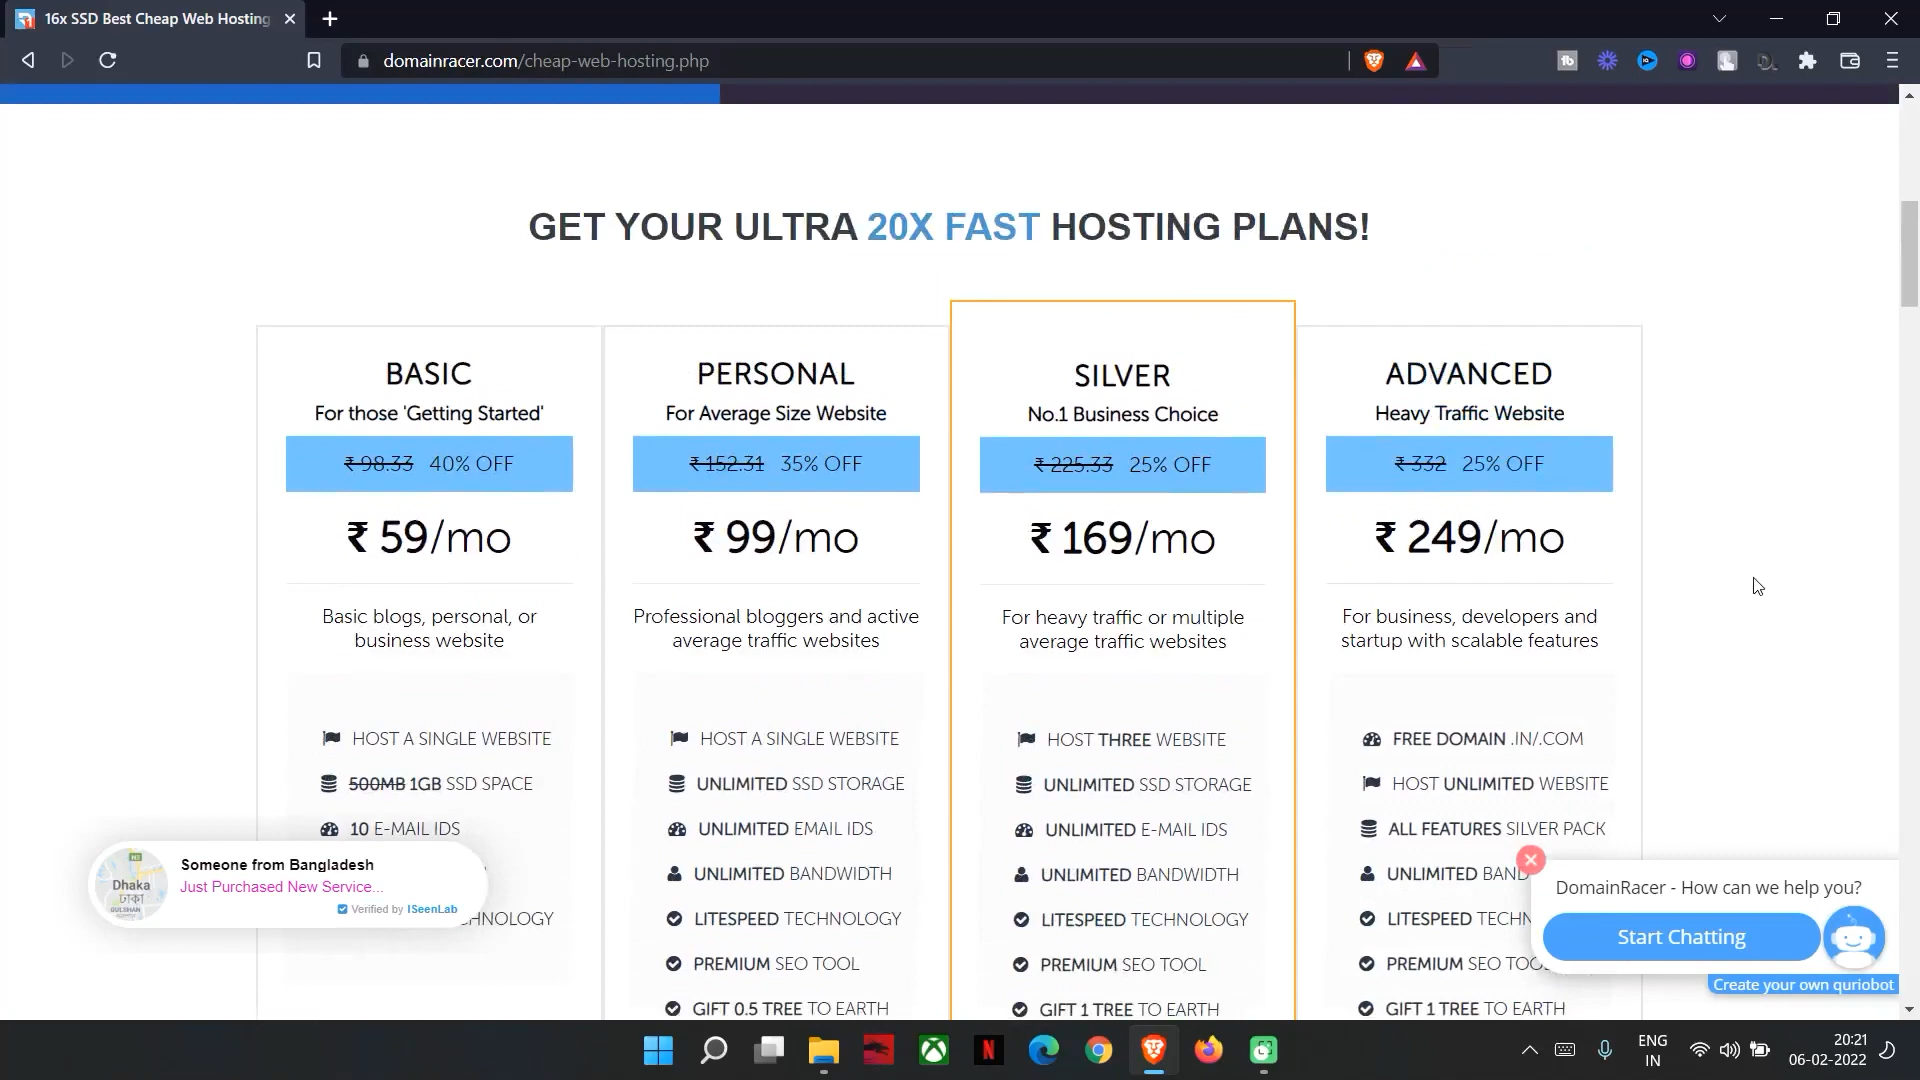 16x SSD Best Cheap Web Hosting
domainracer.com/cheap-web-hosting.php
GET YOUR ULTRA 20X FAST HOSTING PLANS!
BASIC
For those 'Getting Started'
₹ 98.33 40% OFF
₹ 59/mo
Basic blogs, personal, or
business website
HOST A SINGLE WEBSITE
500MB 1GB SSD SPACE
10 E-MAIL IDS
HNOLOGY
PERSONAL
For Average Size Website
₹ 152.31 35% OFF
₹ 99/mo
Professional bloggers and active
average traffic websites
HOST A SINGLE WEBSITE
UNLIMITED SSD STORAGE
UNLIMITED EMAIL IDS
UNLIMITED BANDWIDTH
LITESPEED TECHNOLOGY
PREMIUM SEO TOOL
GIFT 0.5 TREE TO EARTH
SILVER
No.1 Business Choice
₹ 225.33 25% OFF
₹ 169/mo
For heavy traffic or multiple
average traffic websites
HOST THREE WEBSITE
UNLIMITED SSD STORAGE
UNLIMITED E-MAIL IDS
UNLIMITED BANDWIDTH
LITESPEED TECHNOLOGY
PREMIUM SEO TOOL
GIFT 1 TREE TO EARTH
ADVANCED
Heavy Traffic Website
₹ 332 25% OFF
₹ 249/mo
For business, developers and
startup with scalable features
FREE DOMAIN .IN/.COM
HOST UNLIMITED WEBSITE
ALL FEATURES SILVER PACK
UNLIMITED BAND
LITESPEED TECHN
PREMIUM SEO TOO
GIFT 1 TREE TO EARTH
Dhaka
ঢাকা
GULSHAN
Someone from Bangladesh
Just Purchased New Service...
Verified by ISeenLab
DomainRacer - How can we help you?
Start Chatting
Create your own quriobot
ENG
IN
20:21
06-02-2022